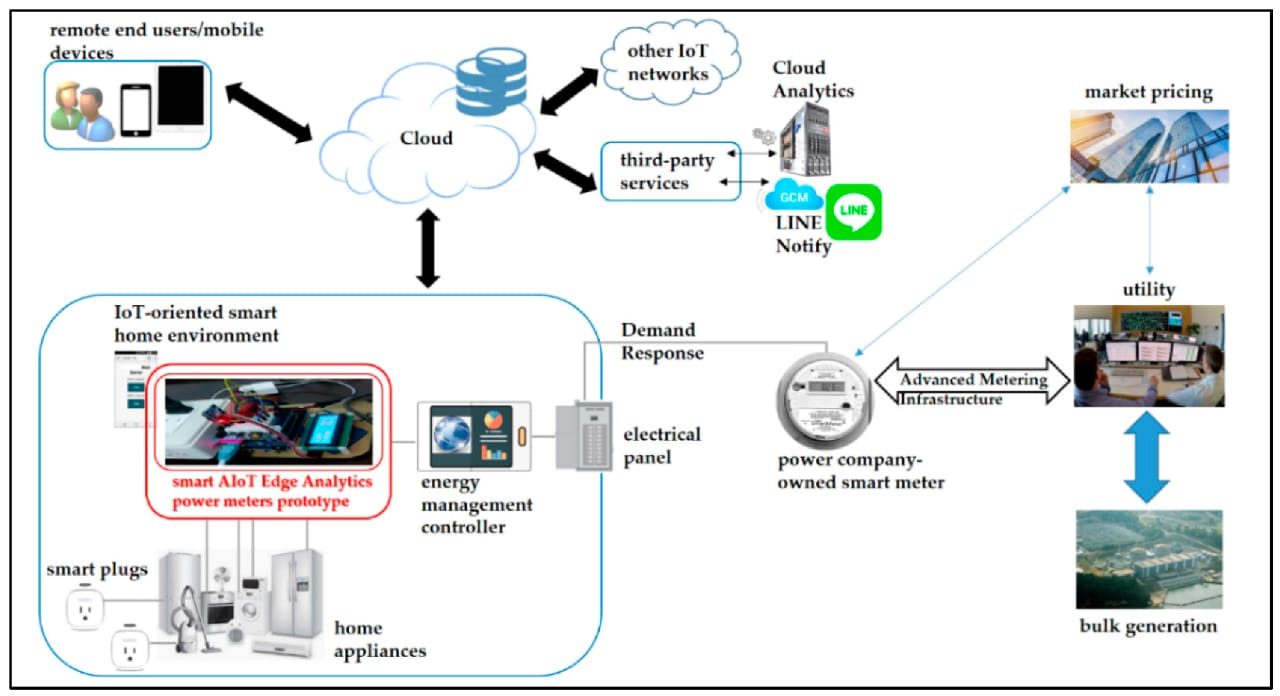 remote end users/mobile
devices
Cloud
other IoT
networks
third-party
services
Cloud
Analytics
GCM
LINE
LINE
Notify
market pricing
utility
IoT-oriented smart
home environment
smart AIoT Edge Analytics
power meters prototype
energy
management
controller
Demand
Response
electrical
panel
Advanced Metering
Infrastructure
power company-
owned smart meter
bulk generation
smart plugs
home
appliances